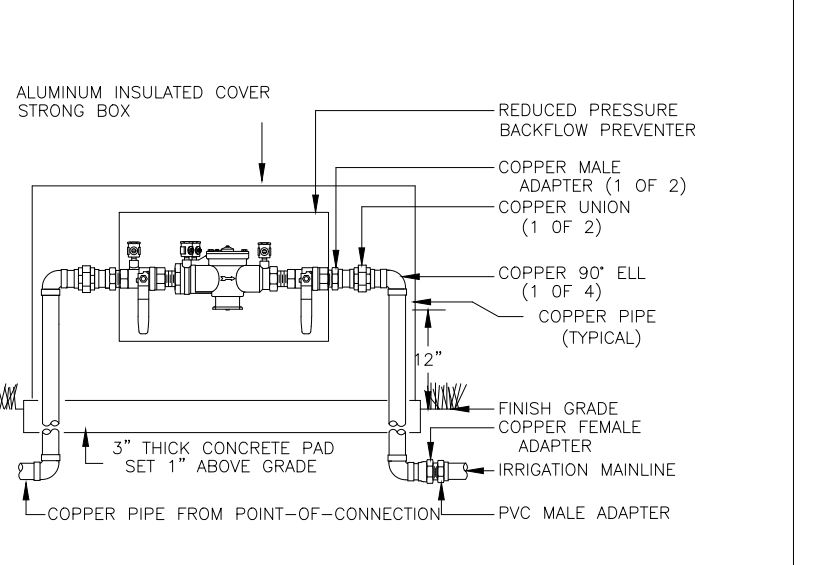 ALUMINUM INSULATED COVER
STRONG BOX
REDUCED PRESSURE
BACKFLOW PREVENTER
COPPER MALE
ADAPTER (1 OF 2)
COPPER UNION
(1 OF 2)
COPPER 90° ELL
(1 OF 4)
COPPER PIPE
(TYPICAL)
12"
FINISH GRADE
COPPER FEMALE
ADAPTER
3" THICK CONCRETE PAD
SET 1" ABOVE GRADE
IRRIGATION MAINLINE
COPPER PIPE FROM POINT-OF-CONNECTION
PVC MALE ADAPTER